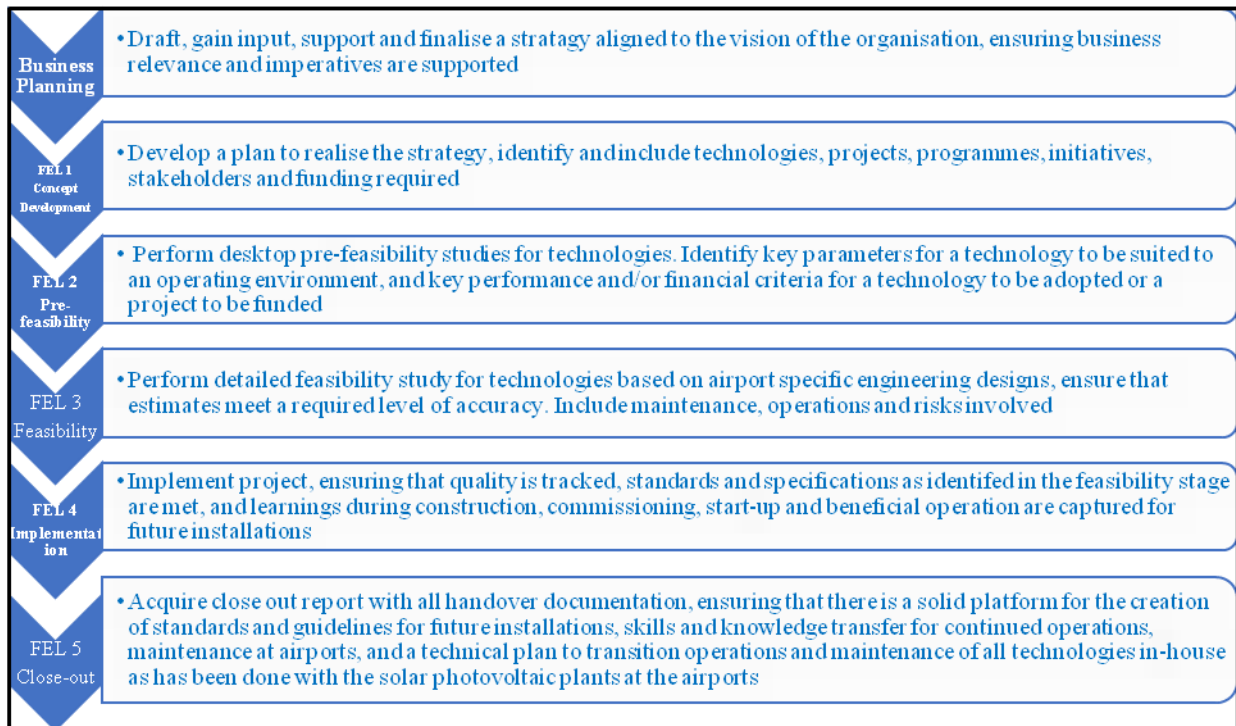 Business
Planning
• Draft, gain input, support and finalise a stratagy aligned to the vision of the organisation, ensuring business
relevance and imperatives are supported
FEL 1
Concept
Development
• Develop a plan to realise the strategy, identify and include technologies, projects, programmes, initiatives,
stakeholders and funding required
FEL 2
Pre-
feasibility
• Perform desktop pre-feasibility studies for technologies. Identify key parameters for a technology to be suited to
an operating environment, and key performance and/or financial criteria for a technology to be adopted or a
project to be funded
FEL 3
Feasibility
• Perform detailed feasibility study for technologies based on airport specific engineering designs, ensure that
estimates meet a required level of accuracy. Include maintenance, operations and risks involved
FEL 4
Implementat
ion
• Implement project, ensuring that quality is tracked, standards and specifications as identifed in the feasibility stage
are met, and learnings during construction, commissioning, start-up and beneficial operation are captured for
future installations
FEL 5
Close-out
• Acquire close out report with all handover documentation, ensuring that there is a solid platform for the creation
of standards and guidelines for future installations, skills and knowledge transfer for continued operations,
maintenance at airports, and a technical plan to transition operations and maintenance of all technologies in-house
as has been done with the solar photovoltaic plants at the airports